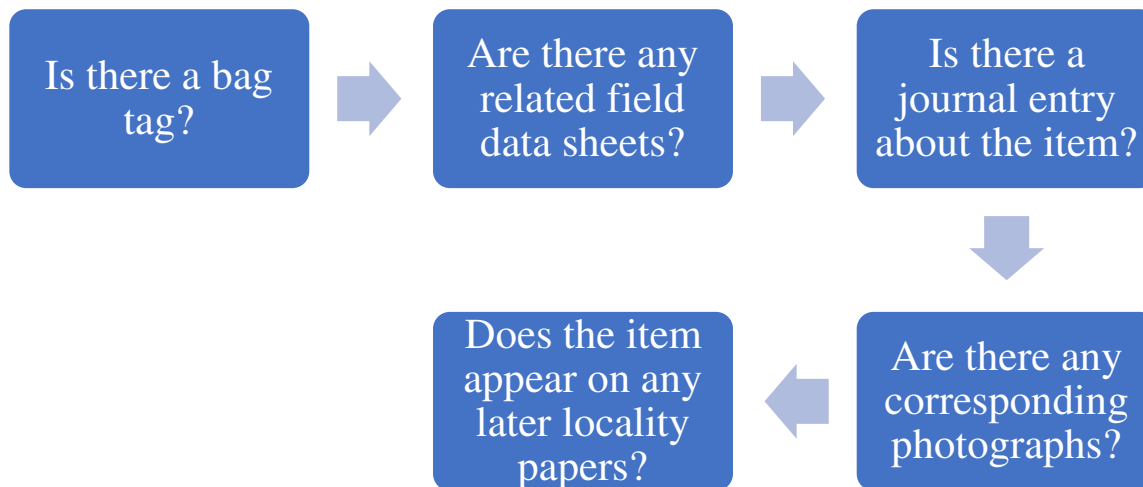 Is there a bag
tag?
Are there any
related field
data sheets?
Is there a
journal entry
about the item?
Are there any
corresponding
photographs?
Does the item
appear on any
later locality
papers?